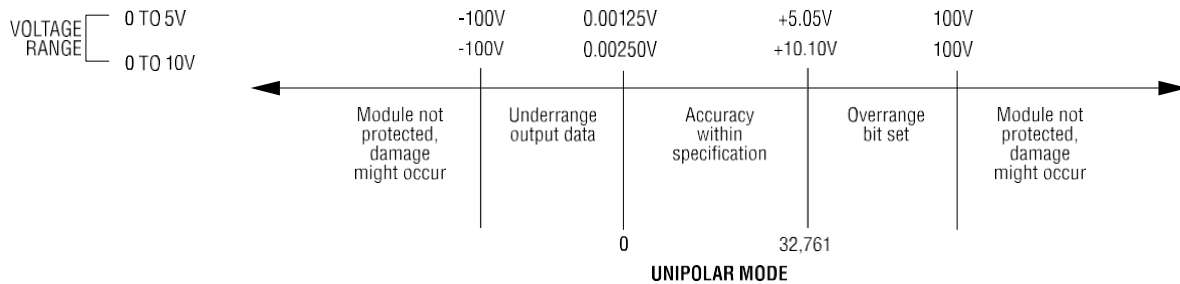 VOLTAGE RANGE
0 TO 5V -100V 0.00125V +5.05V 100V
0 TO 10V -100V 0.00250V +10.10V 100V
Module not protected, damage might occur
Underrange output data
Accuracy within specification
Overrange bit set
Module not protected, damage might occur
0 32,761
UNIPOLAR MODE